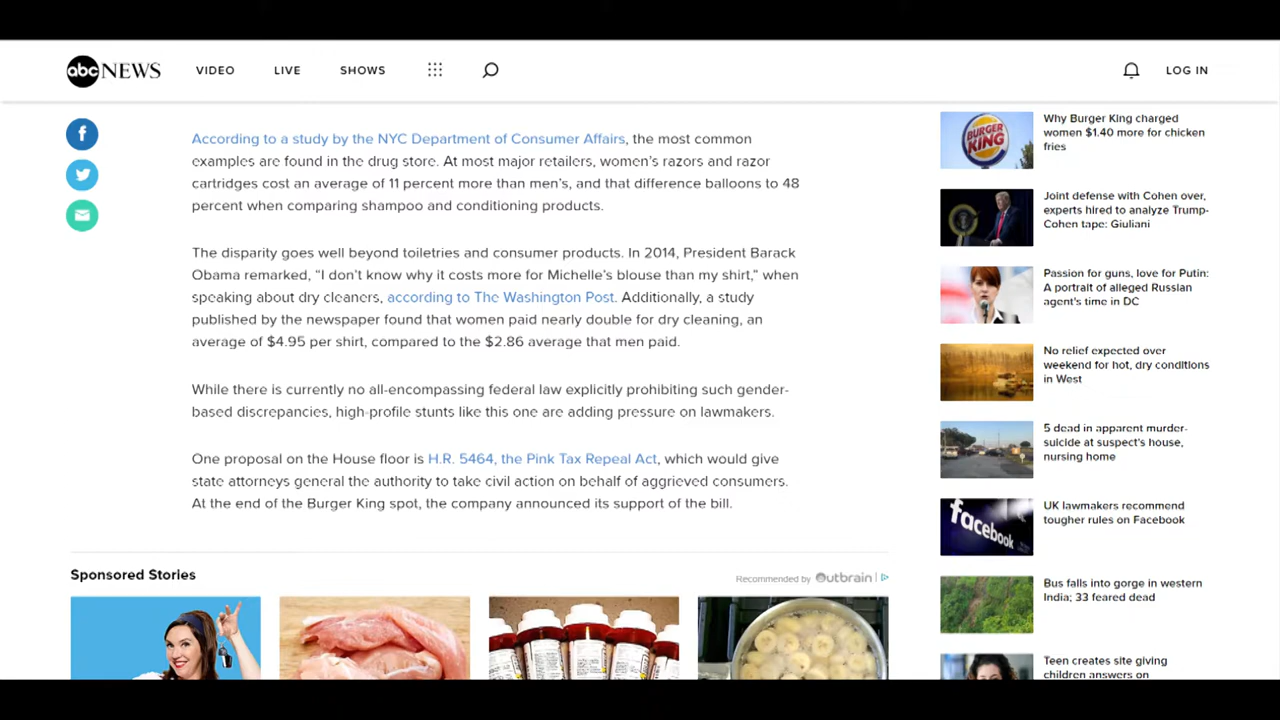 abc NEWS
VIDEO
LIVE
SHOWS
LOG IN
According to a study by the NYC Department of Consumer Affairs, the most common
examples are found in the drug store. At most major retailers, women's razors and razor
cartridges cost an average of 11 percent more than men's, and that difference balloons to 48
percent when comparing shampoo and conditioning products.
The disparity goes well beyond toiletries and consumer products. In 2014, President Barack
Obama remarked, “I don't know why it costs more for Michelle's blouse than my shirt,” when
speaking about dry cleaners, according to The Washington Post. Additionally, a study
published by the newspaper found that women paid nearly double for dry cleaning, an
average of $4.95 per shirt, compared to the $2.86 average that men paid.
While there is currently no all-encompassing federal law explicitly prohibiting such gender-
based discrepancies, high-profile stunts like this one are adding pressure on lawmakers.
One proposal on the House floor is H.R. 5464, the Pink Tax Repeal Act, which would give
state attorneys general the authority to take civil action on behalf of aggrieved consumers.
At the end of the Burger King spot, the company announced its support of the bill.
Sponsored Stories
Recommended by Outbrain
BURGER
KING
Why Burger King charged
women $1.40 more for chicken
fries
Joint defense with Cohen over,
experts hired to analyze Trump-
Cohen tape: Giuliani
Passion for guns, love for Putin:
A portrait of alleged Russian
agent's time in DC
No relief expected over
weekend for hot, dry conditions
in West
5 dead in apparent murder-
suicide at suspect's house,
nursing home
facebook
UK lawmakers recommend
tougher rules on Facebook
Bus falls into gorge in western
India; 33 feared dead
Teen creates site giving
children answers on